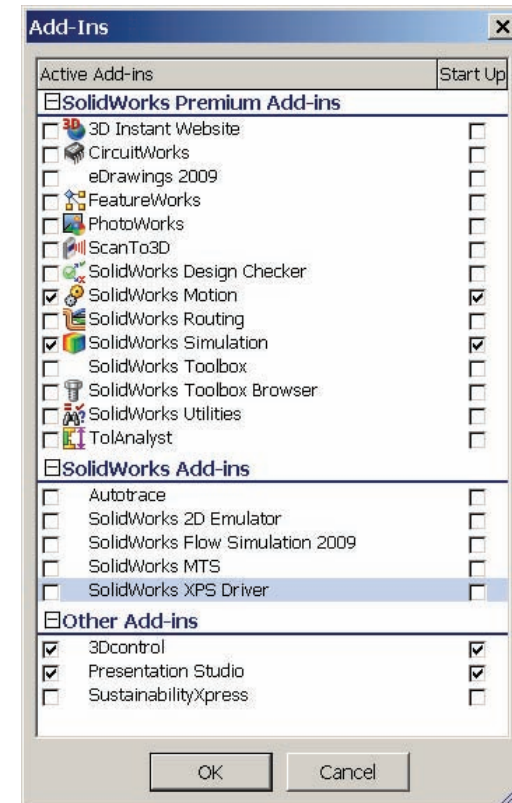 Add-Ins
Active Add-ins Start Up
SolidWorks Premium Add-ins
3D Instant Website
CircuitWorks
eDrawings 2009
FeatureWorks
PhotoWorks
ScanTo3D
SolidWorks Design Checker
SolidWorks Motion
SolidWorks Routing
SolidWorks Simulation
SolidWorks Toolbox
SolidWorks Toolbox Browser
SolidWorks Utilities
TolAnalyst
SolidWorks Add-ins
Autotrace
SolidWorks 2D Emulator
SolidWorks Flow Simulation 2009
SolidWorks MTS
SolidWorks XPS Driver
Other Add-ins
3Dcontrol
Presentation Studio
SustainabilityXpress
OK Cancel